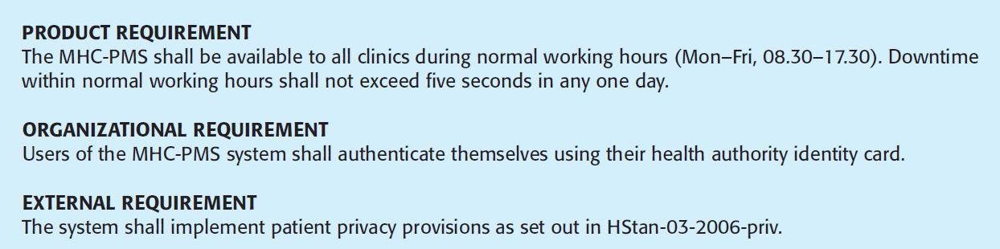 PRODUCT REQUIREMENT
The MHC-PMS shall be available to all clinics during normal working hours (Mon–Fri, 08.30–17.30). Downtime
within normal working hours shall not exceed five seconds in any one day.
ORGANIZATIONAL REQUIREMENT
Users of the MHC-PMS system shall authenticate themselves using their health authority identity card.
EXTERNAL REQUIREMENT
The system shall implement patient privacy provisions as set out in HStan-03-2006-priv.